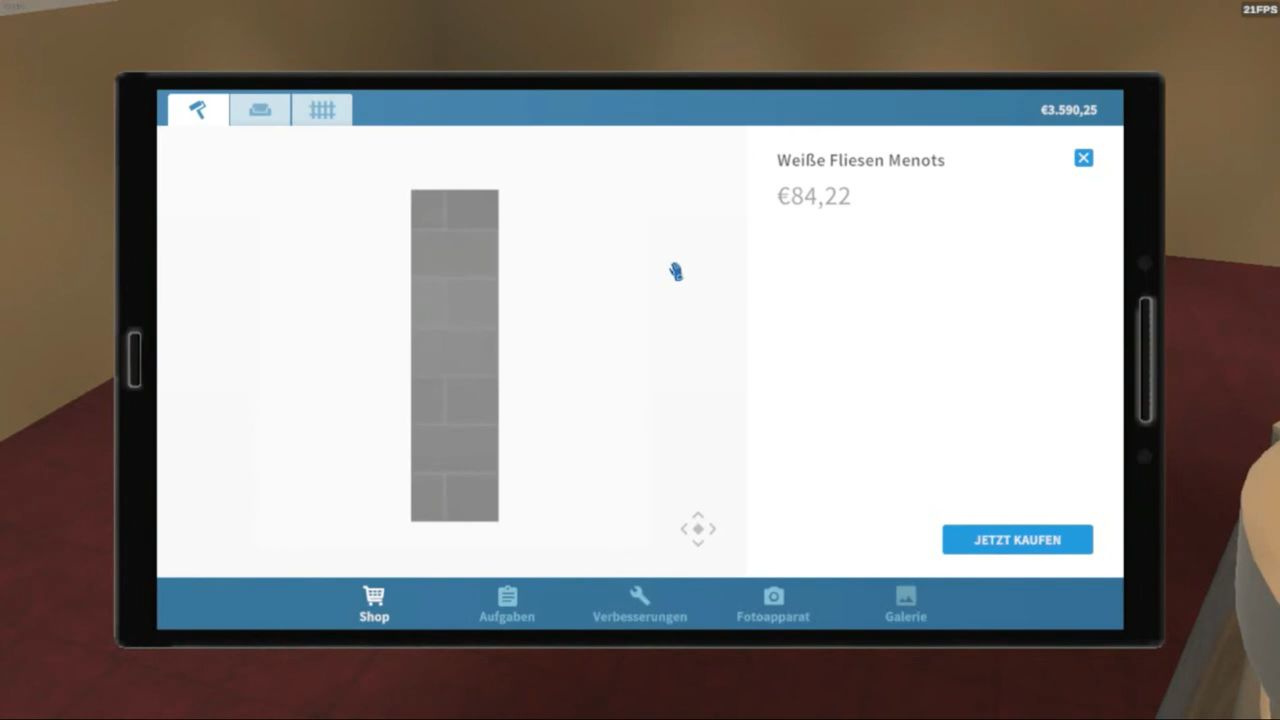 21FPS
€3.590,25
Weiße Fliesen Menots
€84,22
JETZT KAUFEN
Shop
Aufgaben
Verbesserungen
Fotoapparat
Galerie